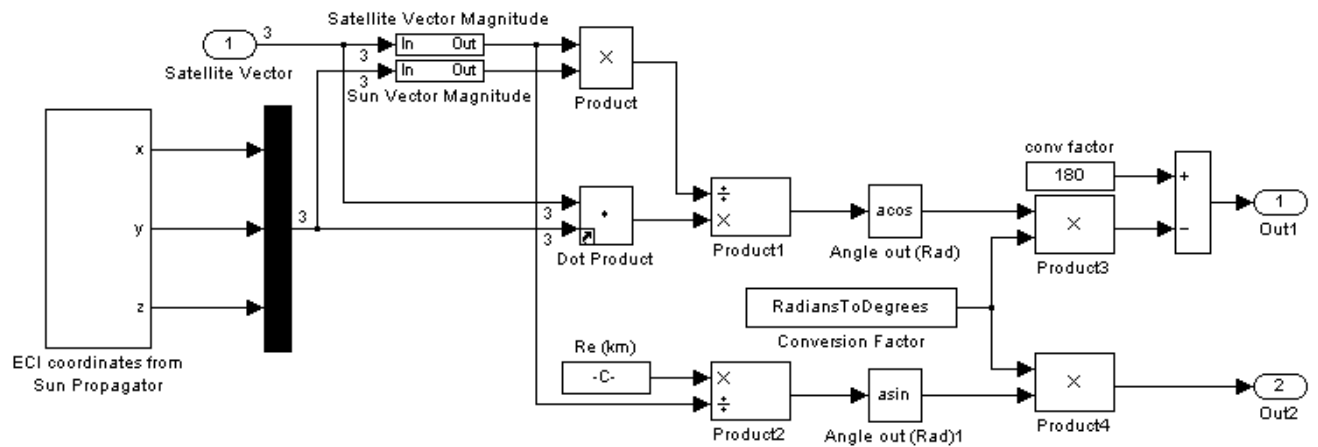 Satellite Vector Magnitude
1
3
In
Out
3
Satellite Vector
In
Out
3
Sun Vector Magnitude
×
Product
x
y
z
3
ECI coordinates from
Sun Propagator
3
3
·
Dot Product
÷
×
Product1
acos
Angle out (Rad)
conv factor
180
×
Product3
+
−
1
Out1
RadiansToDegrees
Conversion Factor
Re (km)
-C-
×
÷
Product2
asin
Angle out (Rad)1
×
Product4
2
Out2